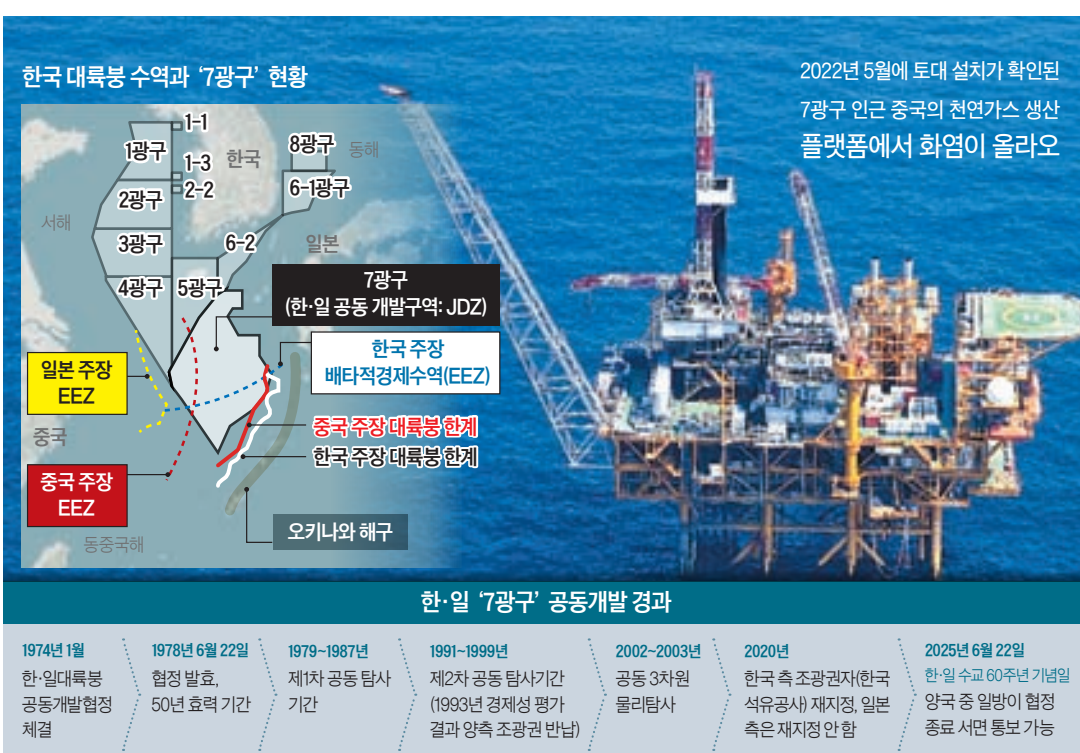 한국 대륙붕 수역과 ‘7광구’ 현황
2022년 5월에 토대 설치가 확인된
7광구 인근 중국의 천연가스 생산
플랫폼에서 화염이 올라오
1-1
1광구
1-3
한국
8광구
동해
2-2
2광구
6-1광구
서해
3광구
6-2
일본
4광구
5광구
7광구
(한·일 공동 개발구역: JDZ)
한국 주장
배타적경제수역(EEZ)
일본 주장
EEZ
중국 주장 대륙붕 한계
중국
한국 주장 대륙붕 한계
중국 주장
EEZ
오키나와 해구
동중국해
한·일 ‘7광구’ 공동개발 경과
1974년 1월
한·일대륙붕
공동개발협정
체결
1978년 6월 22일
협정 발효,
50년 효력 기간
1979~1987년
제1차 공동 탐사
기간
1991~1999년
제2차 공동 탐사기간
(1993년 경제성 평가
결과 양측 조광권 반납)
2002~2003년
공동 3차원
물리탐사
2020년
한국 측 조광권자(한국
석유공사) 재지정, 일본
측은 재지정 안 함
2025년 6월 22일
한·일 수교 60주년 기념일
양국 중 일방이 협정
종료 서면 통보 가능